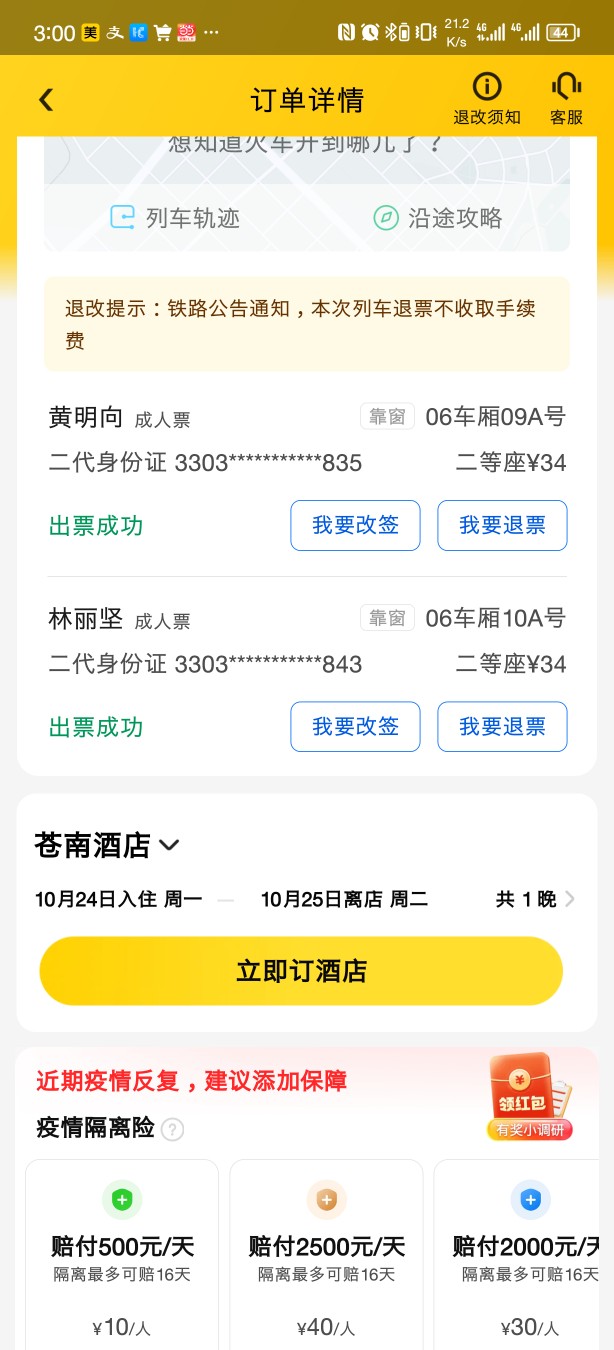 3:00 美 支 ··· 21.2 K/s 4G 4G 44
订单详情
退改须知 客服
想知道火车开到哪儿了？
列车轨迹 沿途攻略
退改提示：铁路公告通知，本次列车退票不收取手续
费
黄明向 成人票 靠窗 06车厢09A号
二代身份证 3303***********835 二等座¥34
出票成功 我要改签 我要退票
林丽坚 成人票 靠窗 06车厢10A号
二代身份证 3303***********843 二等座¥34
出票成功 我要改签 我要退票
苍南酒店
10月24日入住 周一 — 10月25日离店 周二 共 1 晚
立即订酒店
近期疫情反复，建议添加保障
疫情隔离险 ?
领红包
有奖小调研
赔付500元/天 赔付2500元/天 赔付2000元/天
隔离最多可赔16天 隔离最多可赔16天 隔离最多可赔16天
¥10/人 ¥40/人 ¥30/人